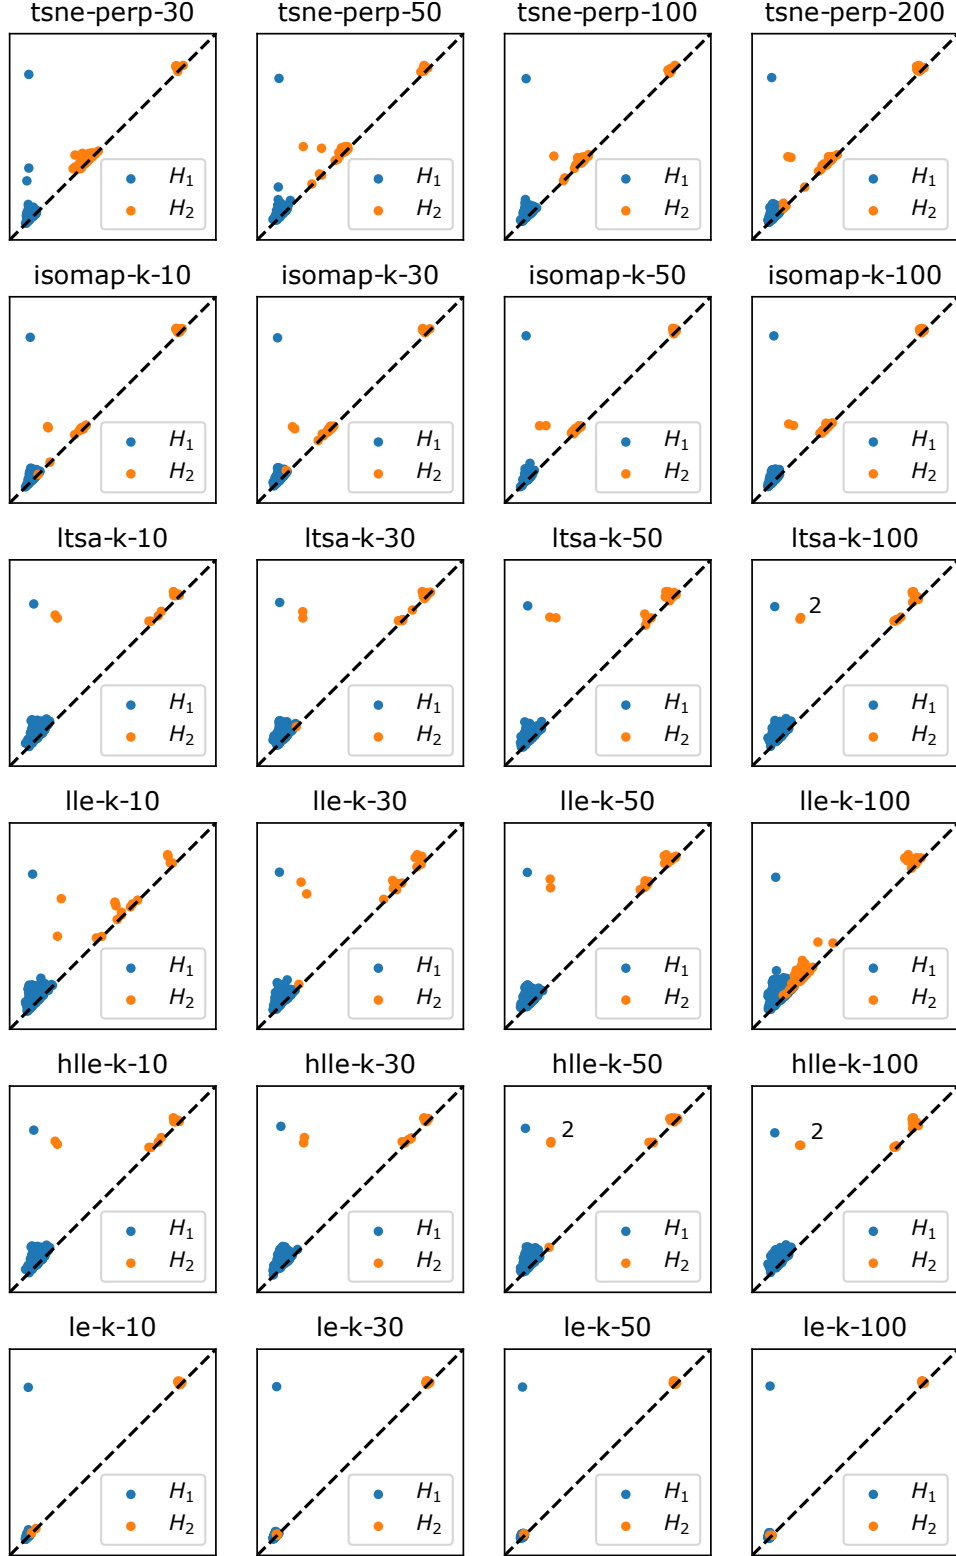 tsne-perp-30 tsne-perp-50 tsne-perp-100 tsne-perp-200
H₁ H₁ H₁ H₁
H₂ H₂ H₂ H₂
isomap-k-10 isomap-k-30 isomap-k-50 isomap-k-100
H₁ H₁ H₁ H₁
H₂ H₂ H₂ H₂
ltsa-k-10 ltsa-k-30 ltsa-k-50 ltsa-k-100
2
H₁ H₁ H₁ H₁
H₂ H₂ H₂ H₂
lle-k-10 lle-k-30 lle-k-50 lle-k-100
H₁ H₁ H₁ H₁
H₂ H₂ H₂ H₂
hlle-k-10 hlle-k-30 hlle-k-50 hlle-k-100
2 2
H₁ H₁ H₁ H₁
H₂ H₂ H₂ H₂
le-k-10 le-k-30 le-k-50 le-k-100
H₁ H₁ H₁ H₁
H₂ H₂ H₂ H₂